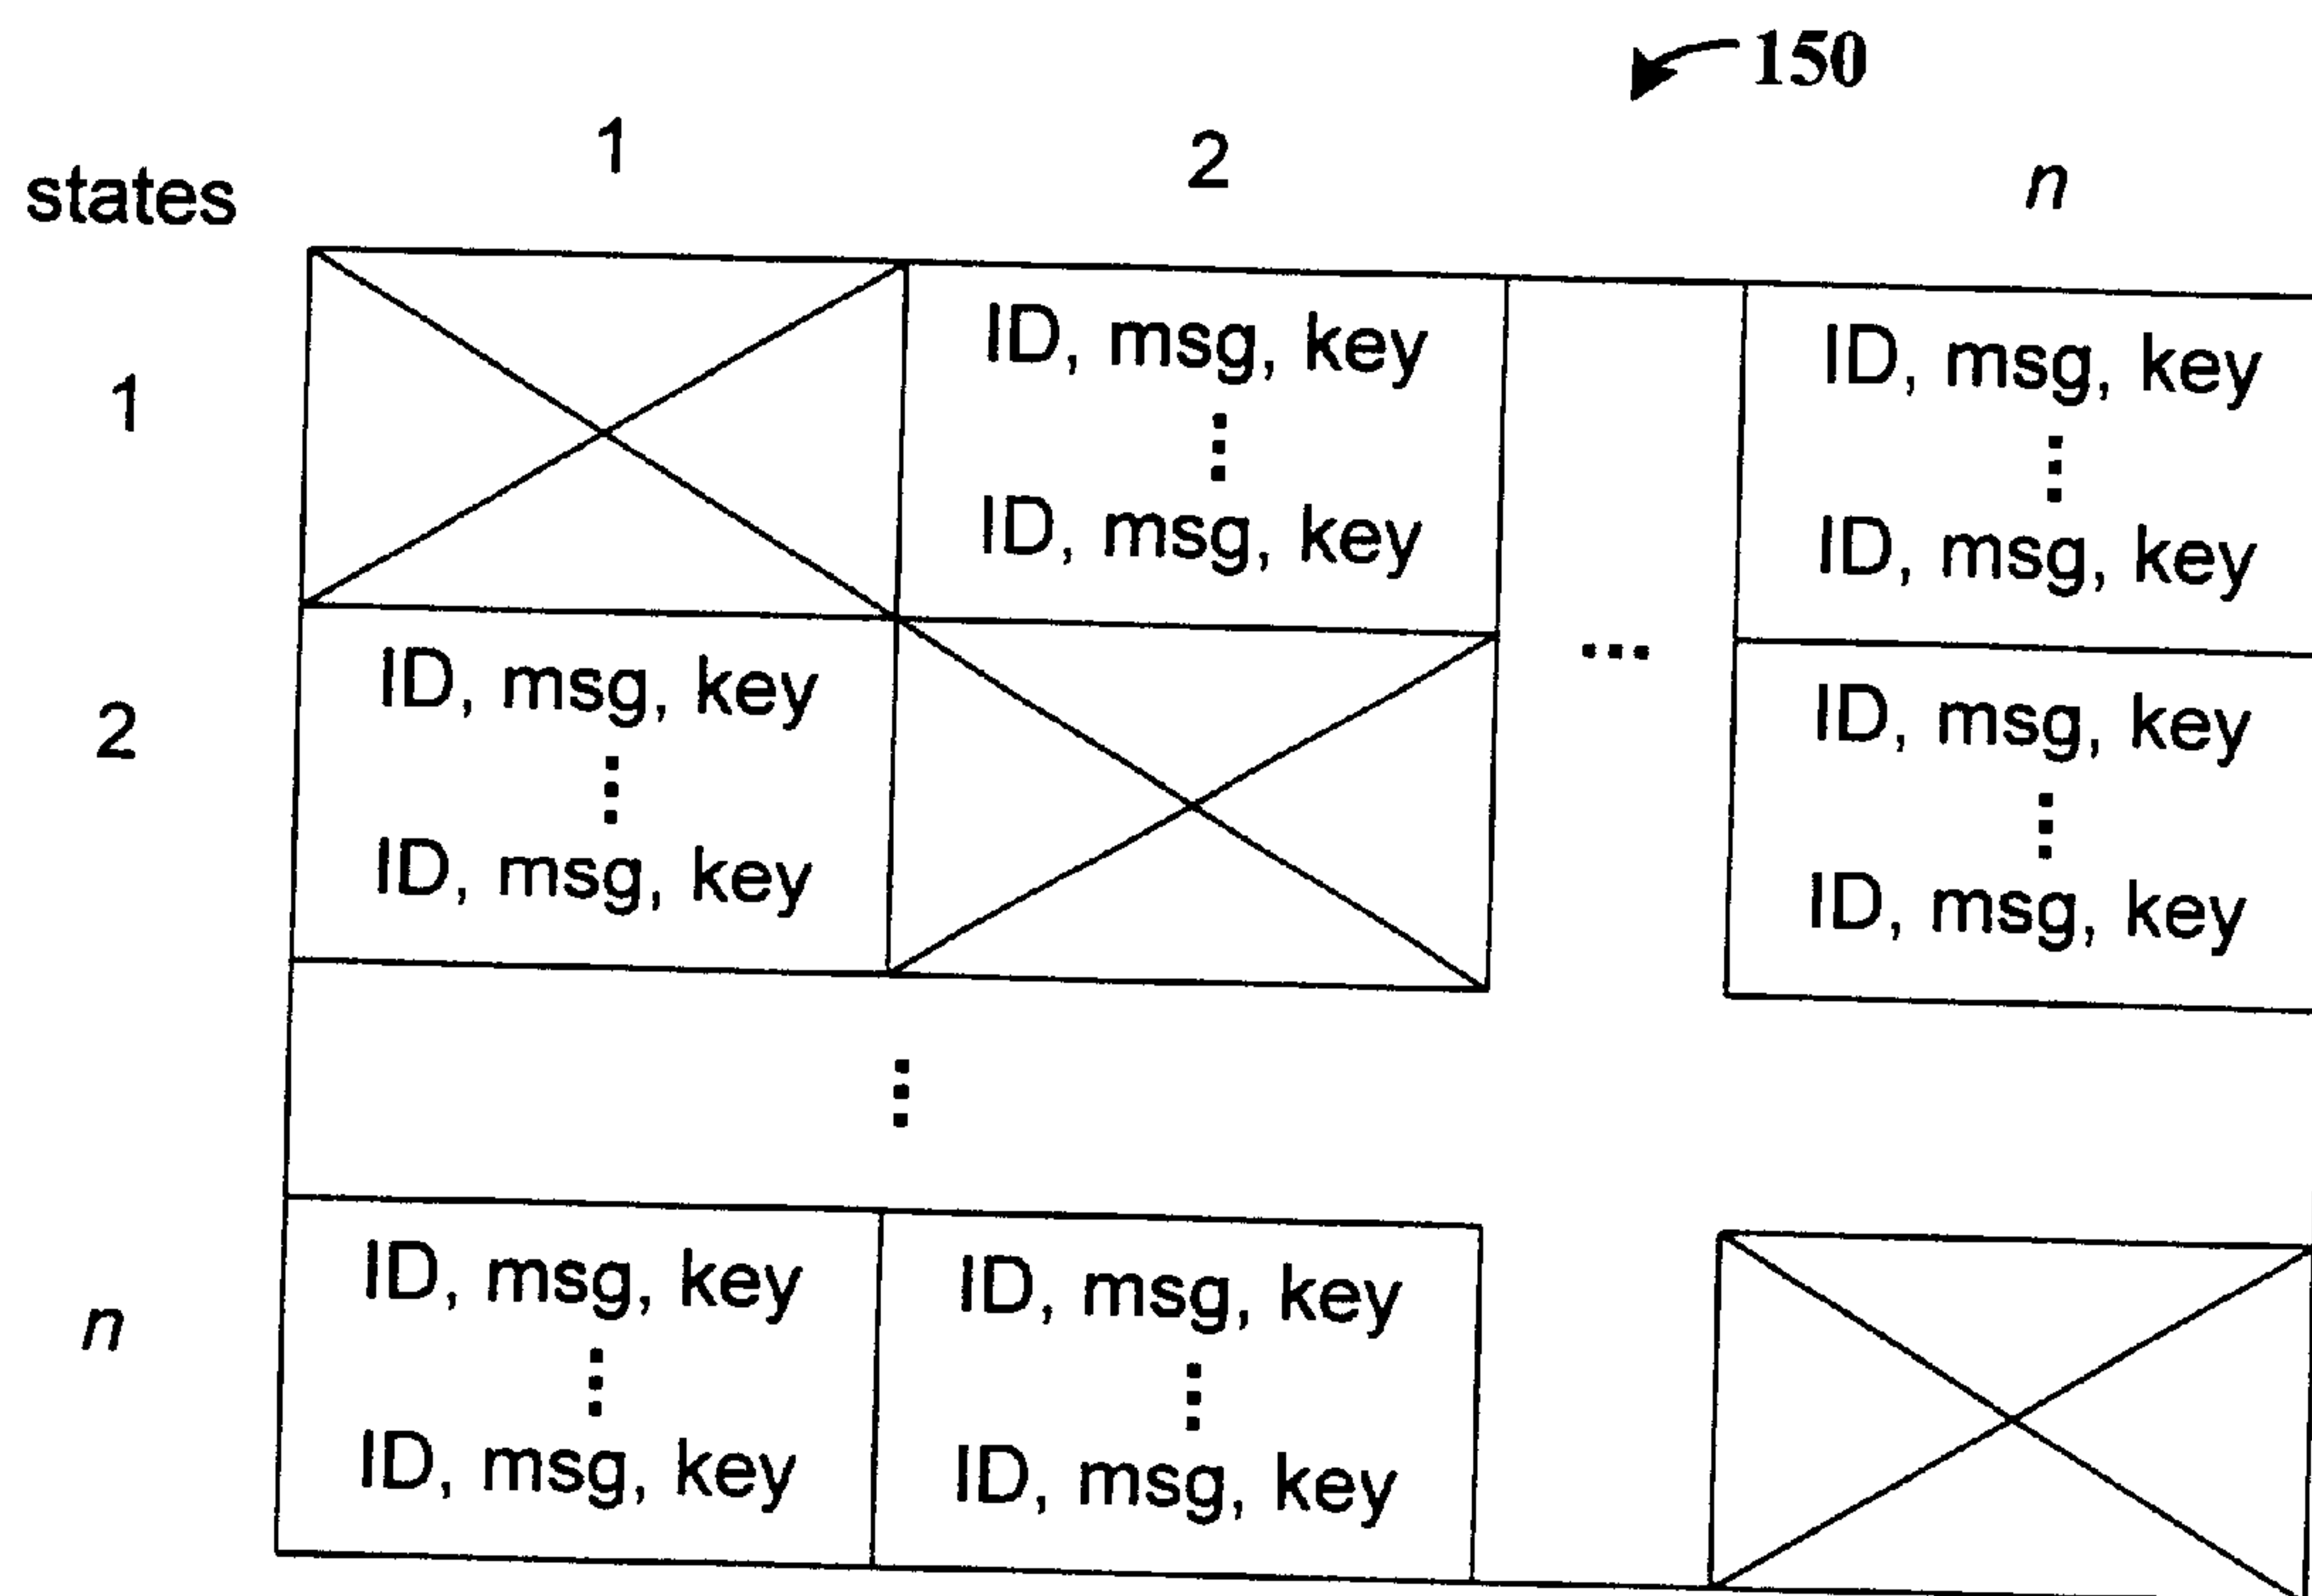 150
states 1 2 n
1
ID, msg, key ID, msg, key
ID, msg, key ID, msg, key
2
ID, msg, key ID, msg, key
...
ID, msg, key ID, msg, key
n
ID, msg, key ID, msg, key
ID, msg, key ID, msg, key